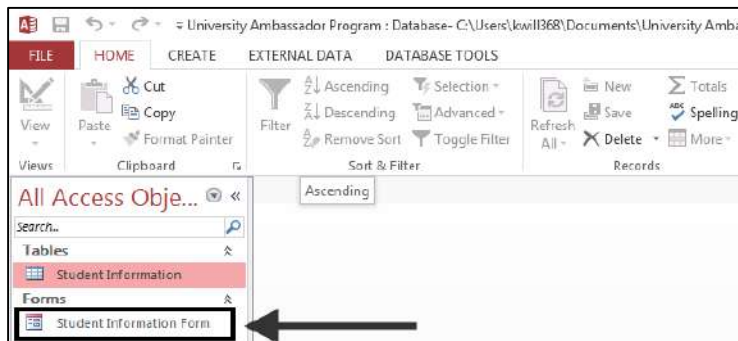 University Ambassador Program : Database- C:\Users\kwill368\Documents\University Amba
FILE HOME CREATE EXTERNAL DATA DATABASE TOOLS
View
Paste
Cut
Copy
Format Painter
Filter
Ascending
Descending
Remove Sort
Selection
Advanced
Toggle Filter
Refresh
All
New
Save
Delete
Totals
Spelling
More
Views Clipboard Sort & Filter Records
All Access Obje...
Ascending
Search...
Tables
Student Information
Forms
Student Information Form